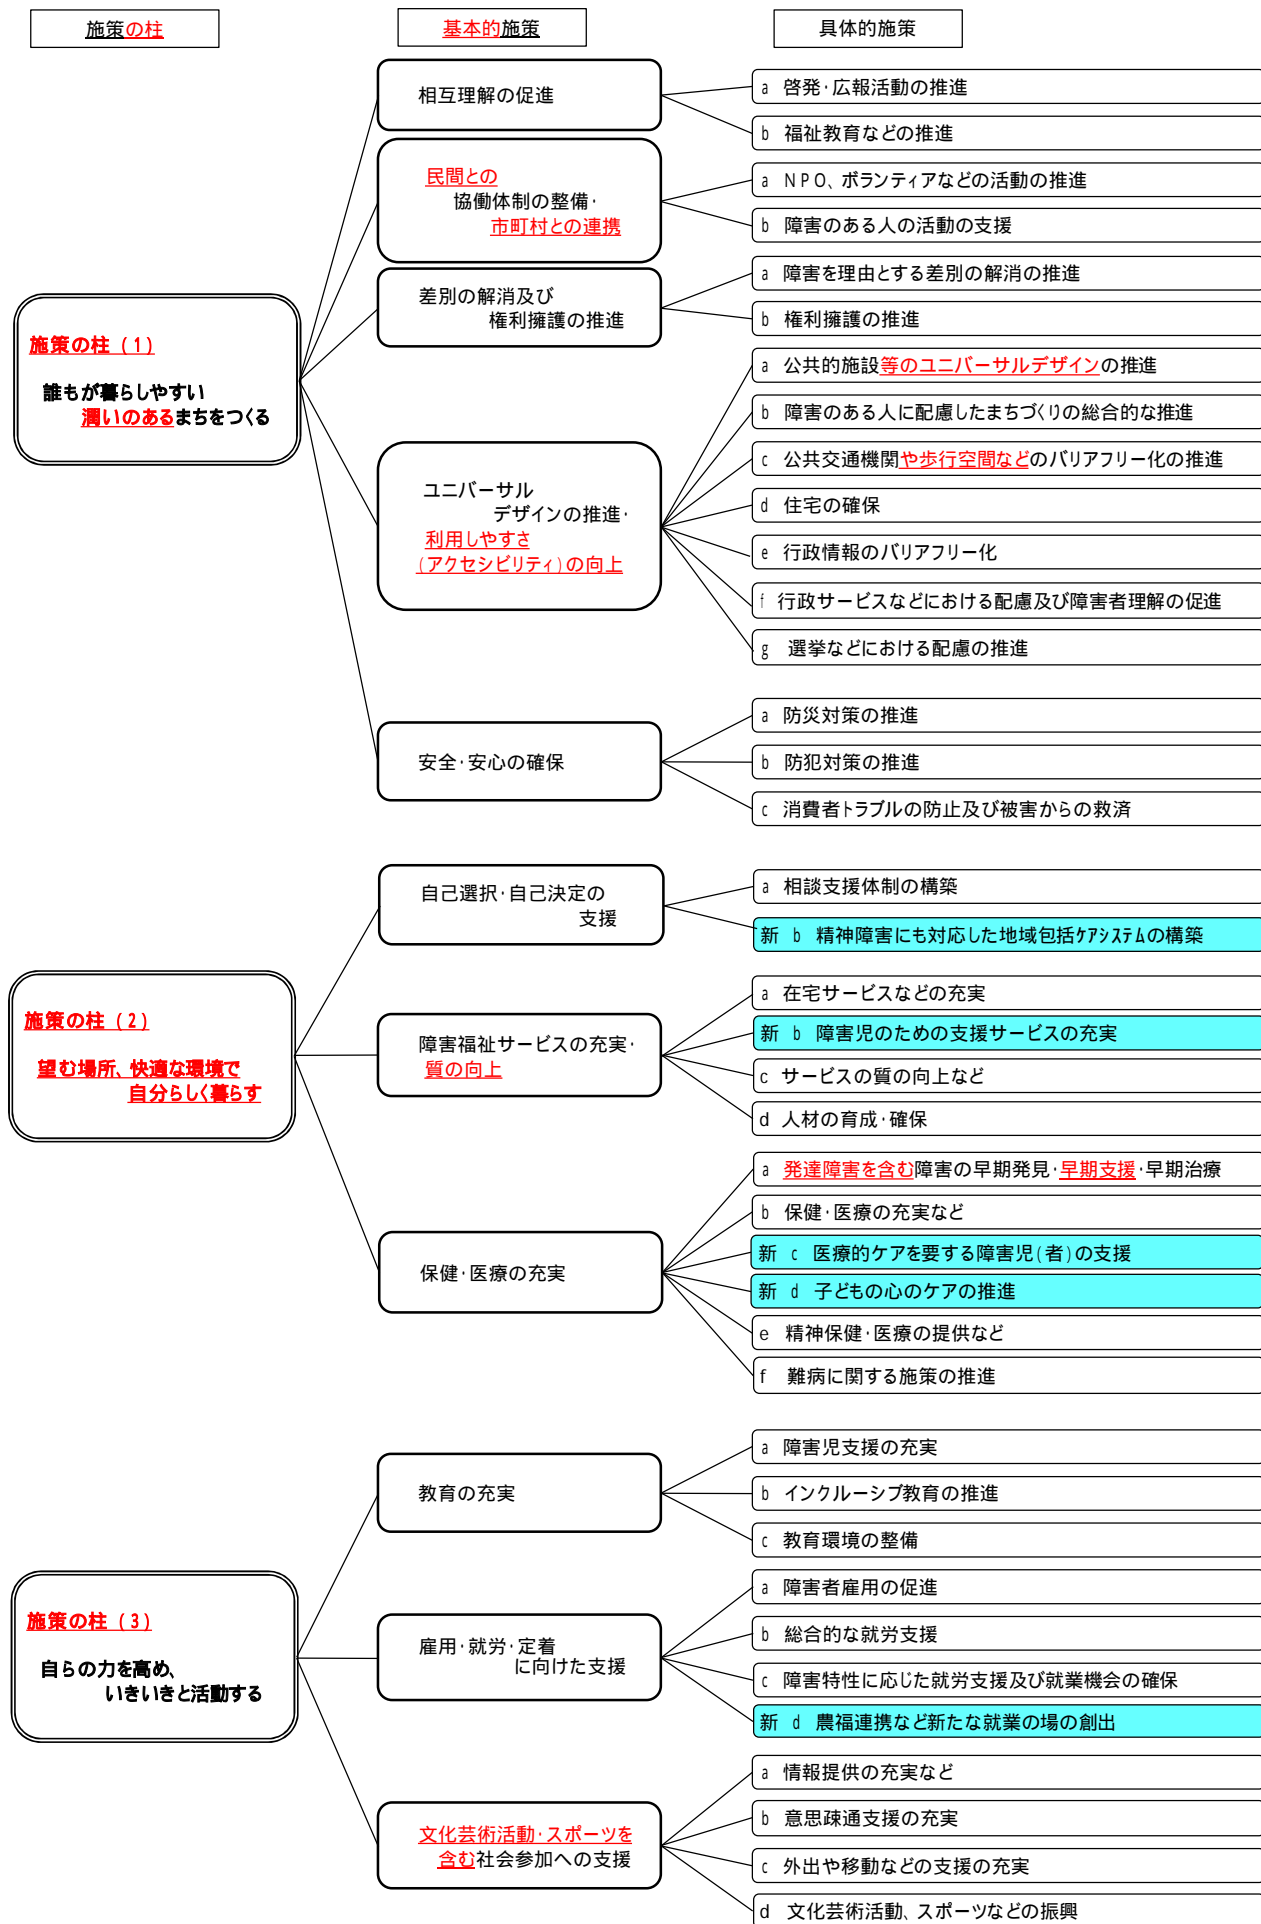 施策の柱
基本的施策
具体的施策
施策の柱(1)
誰もが暮らしやすい
潤いのあるまちをつくる
相互理解の促進
a 啓発・広報活動の推進
b 福祉教育などの推進
民間との
協働体制の整備・
市町村との連携
a NPO、ボランティアなどの活動の推進
b 障害のある人の活動の支援
差別の解消及び
権利擁護の推進
a 障害を理由とする差別の解消の推進
b 権利擁護の推進
ユニバーサル
デザインの推進・
利用しやすさ
(アクセシビリティ)の向上
a 公共的施設等のユニバーサルデザインの推進
b 障害のある人に配慮したまちづくりの総合的な推進
c 公共交通機関や歩行空間などのバリアフリー化の推進
d 住宅の確保
e 行政情報のバリアフリー化
f 行政サービスなどにおける配慮及び障害者理解の促進
g 選挙などにおける配慮の推進
安全・安心の確保
a 防災対策の推進
b 防犯対策の推進
c 消費者トラブルの防止及び被害からの救済
施策の柱(2)
望む場所、快適な環境で
自分らしく暮らす
自己選択・自己決定の
支援
a 相談支援体制の構築
新 b 精神障害にも対応した地域包括ケアシステムの構築
障害福祉サービスの充実・
質の向上
a 在宅サービスなどの充実
新 b 障害児のための支援サービスの充実
c サービスの質の向上など
d 人材の育成・確保
保健・医療の充実
a 発達障害を含む障害の早期発見・早期支援・早期治療
b 保健・医療の充実など
新 c 医療的ケアを要する障害児(者)の支援
新 d 子どもの心のケアの推進
e 精神保健・医療の提供など
f 難病に関する施策の推進
施策の柱(3)
自らの力を高め、
いきいきと活動する
教育の充実
a 障害児支援の充実
b インクルーシブ教育の推進
c 教育環境の整備
雇用・就労・定着
に向けた支援
a 障害者雇用の促進
b 総合的な就労支援
c 障害特性に応じた就労支援及び就業機会の確保
新 d 農福連携など新たな就業の場の創出
文化芸術活動・スポーツを
含む社会参加への支援
a 情報提供の充実など
b 意思疎通支援の充実
c 外出や移動などの支援の充実
d 文化芸術活動、スポーツなどの振興